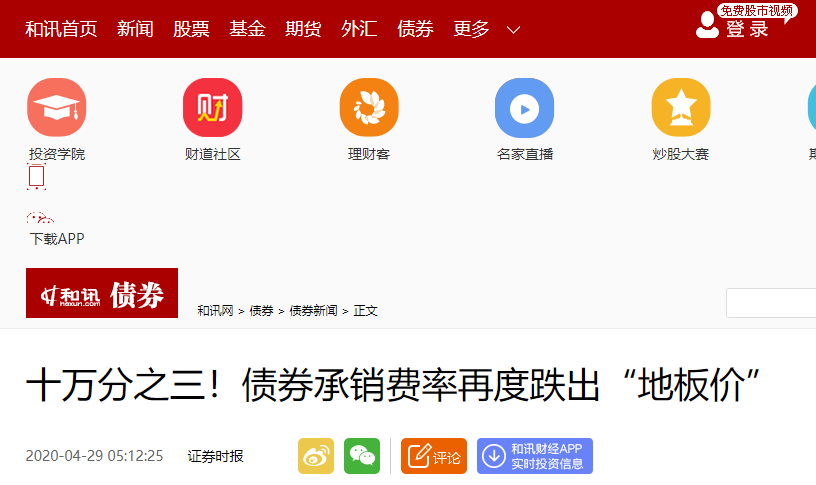 和讯首页 新闻 股票 基金 期货 外汇 债券 更多
免费股市视频
登 录
投资学院 财道社区 理财客 名家直播 炒股大赛
下载APP
和讯 债券
hexun.com
和讯网 > 债券 > 债券新闻 > 正文
十万分之三！债券承销费率再度跌出“地板价”
2020-04-29 05:12:25 证券时报
评论
和讯财经APP
实时投资信息